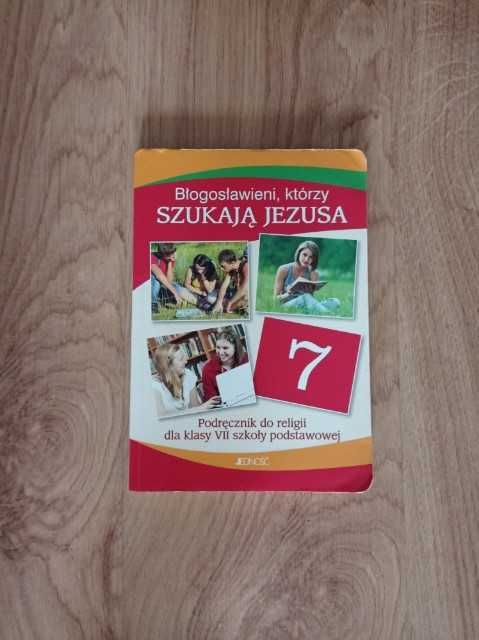 Błogosławieni, którzy
SZUKAJĄ JEZUSA
7
Podręcznik do religii
dla klasy VII szkoły podstawowej
JEDNOŚĆ